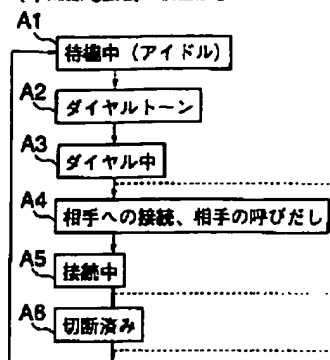 A1
待機中（アイドル）
A2
ダイヤルトーン
A3
ダイヤル中
A4
相手への接続、相手の呼びだし
A5
接続中
A6
切断済み